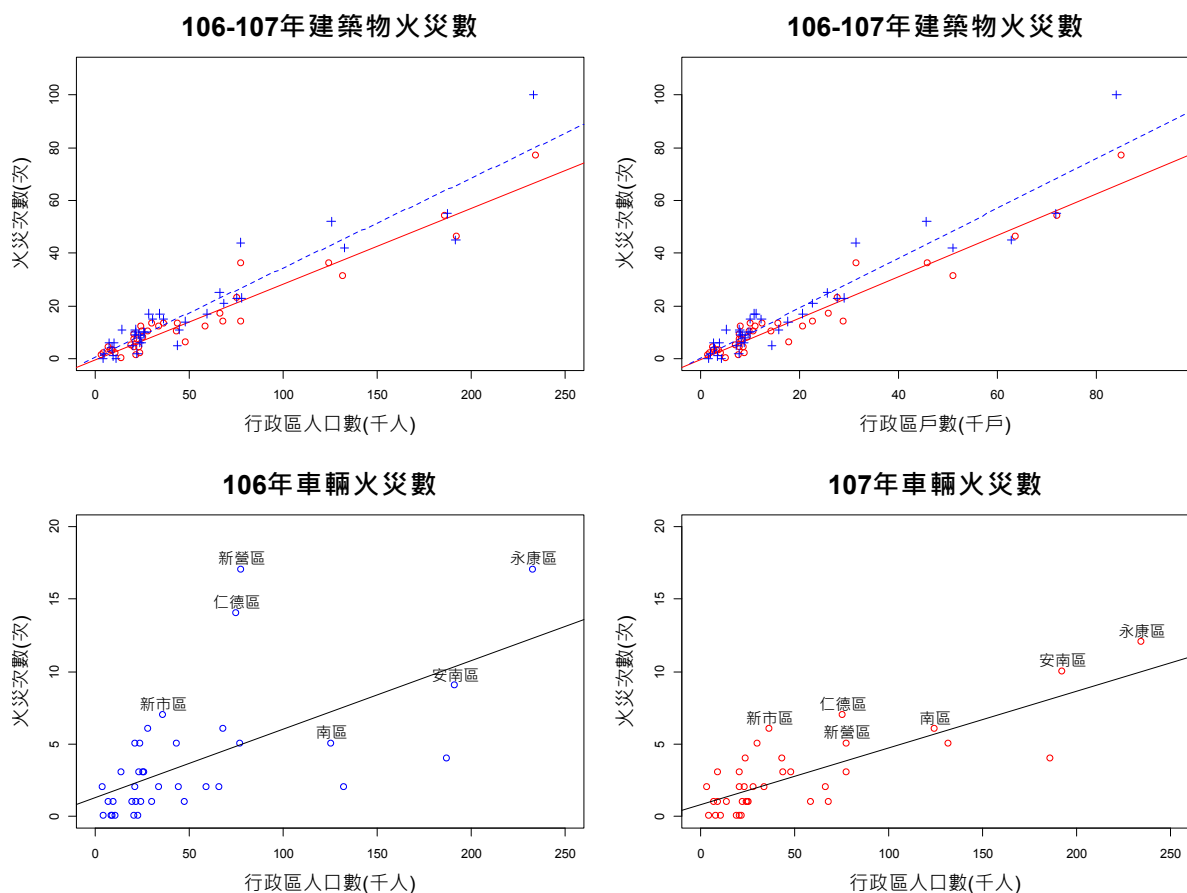 106-107年建築物火災數
106-107年建築物火災數
火災次數(次)
100
80
60
40
20
0
0 50 100 150 200 250
行政區人口數(千人)
火災次數(次)
100
80
60
40
20
0
0 20 40 60 80
行政區戶數(千戶)
106年車輛火災數
107年車輛火災數
火災次數(次)
20
15
10
5
0
新營區
永康區
仁德區
安南區
新市區
南區
0 50 100 150 200 250
行政區人口數(千人)
火災次數(次)
20
15
10
5
0
永康區
安南區
仁德區
新市區
南區
新營區
0 50 100 150 200 250
行政區人口數(千人)